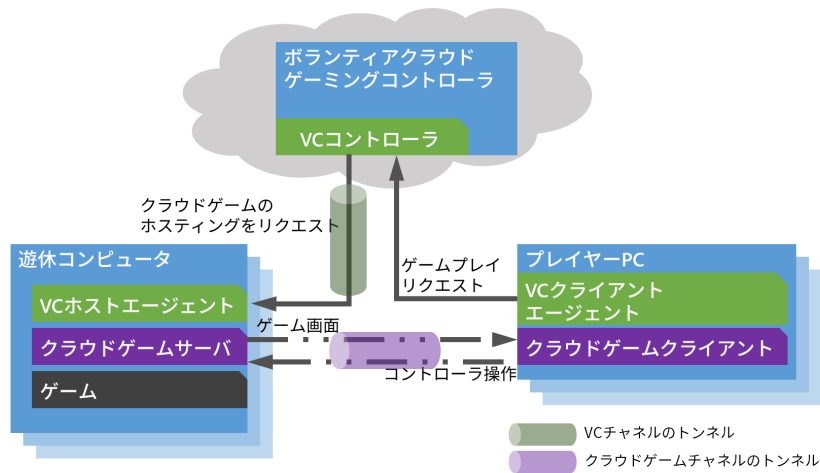 ボランティアクラウド
ゲーミングコントローラ
VCコントローラ
クラウドゲームの
ホスティングをリクエスト
遊休コンピュータ
VCホストエージェント
クラウドゲームサーバ
ゲーム
ゲームプレイ
リクエスト
プレイヤーPC
VCクライアント
エージェント
クラウドゲームクライアント
ゲーム画面
コントローラ操作
VCチャネルのトンネル
クラウドゲームチャネルのトンネル